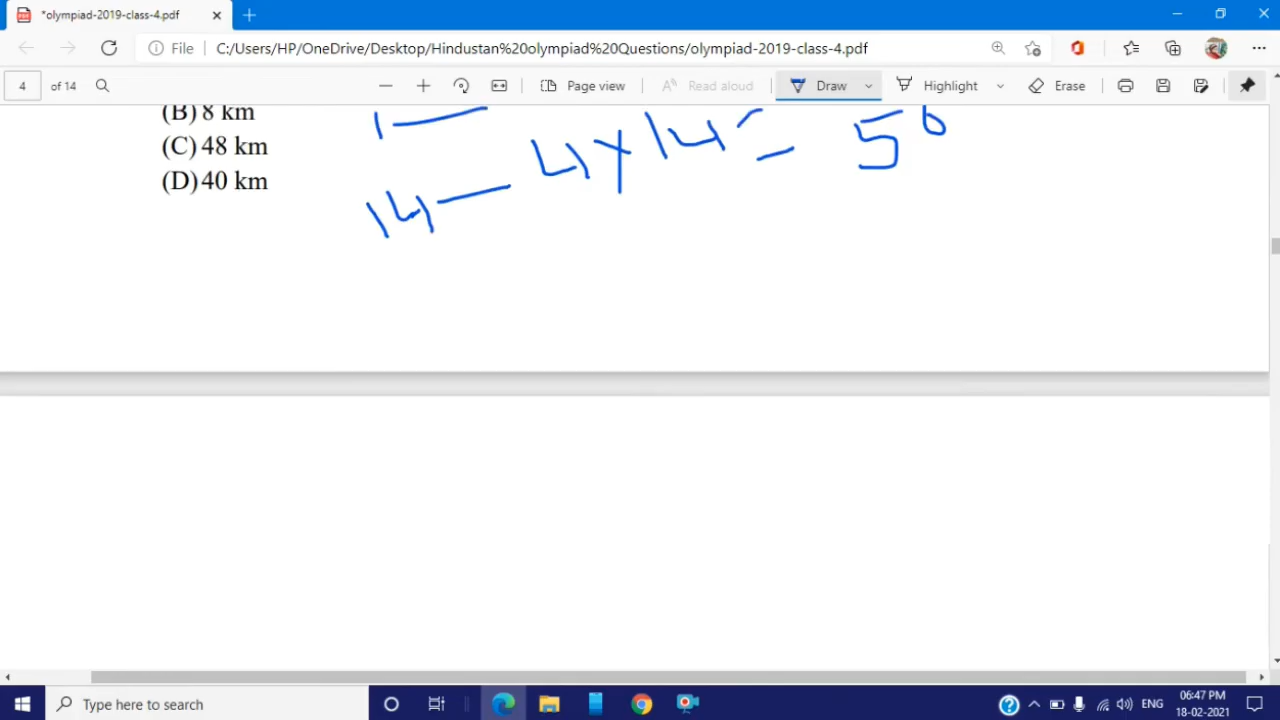 *olympiad-2019-class-4.pdf
File C:/Users/HP/OneDrive/Desktop/Hindustan%20olympiad%20Questions/olympiad-2019-class-4.pdf
4 of 14 Page view Read aloud Draw Highlight Erase
(B) 8 km
1 —
(C) 48 km
4 x 14 = 56
(D) 40 km
14 —
Type here to search
ENG
06:47 PM
18-02-2021